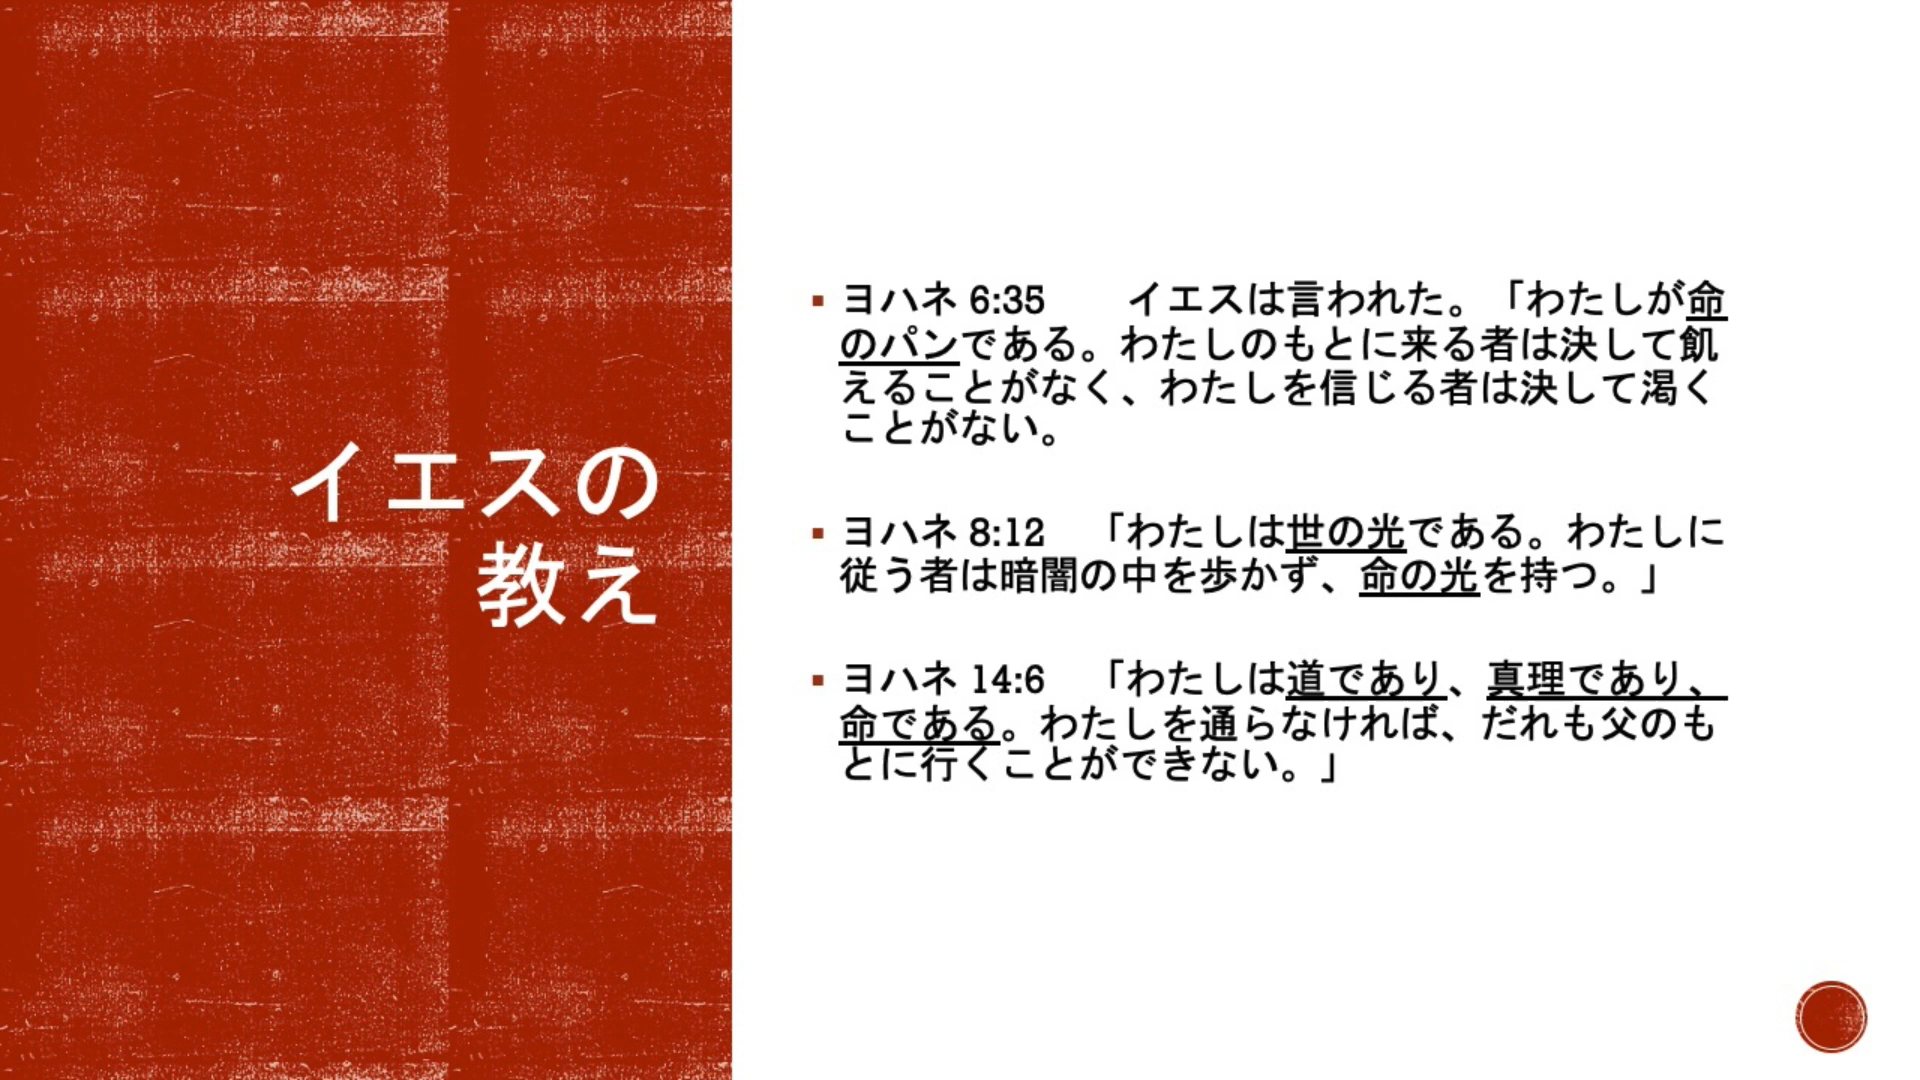 イエスの
教え
ヨハネ 6:35　　イエスは言われた。「わたしが命
のパンである。わたしのもとに来る者は決して飢
えることがなく、わたしを信じる者は決して渇く
ことがない。
ヨハネ 8:12　「わたしは世の光である。わたしに
従う者は暗闇の中を歩かず、命の光を持つ。」
ヨハネ 14:6　「わたしは道であり、真理であり、
命である。わたしを通らなければ、だれも父のも
とに行くことができない。」